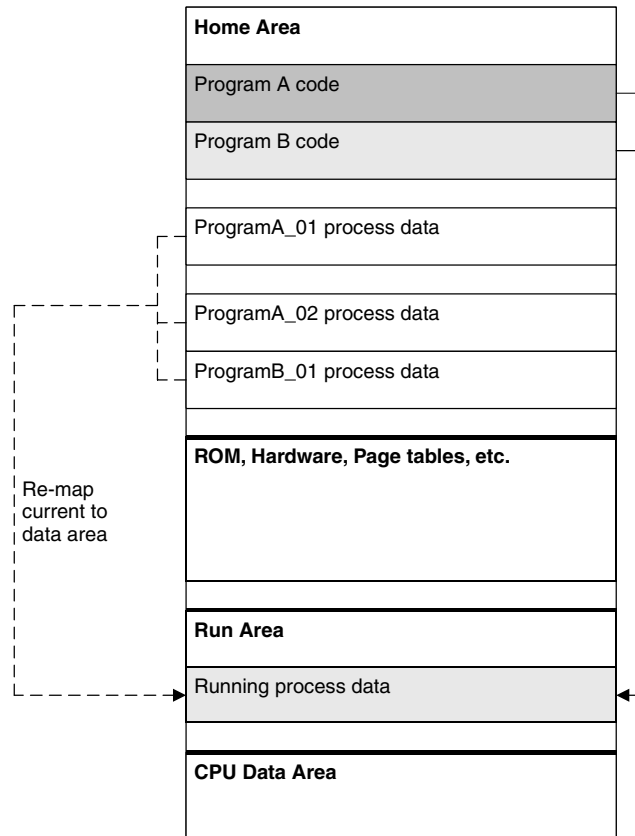 Home Area
Program A code
Program B code
ProgramA_01 process data
ProgramA_02 process data
ProgramB_01 process data
ROM, Hardware, Page tables, etc.
Re-map
current to
data area
Run Area
Running process data
CPU Data Area